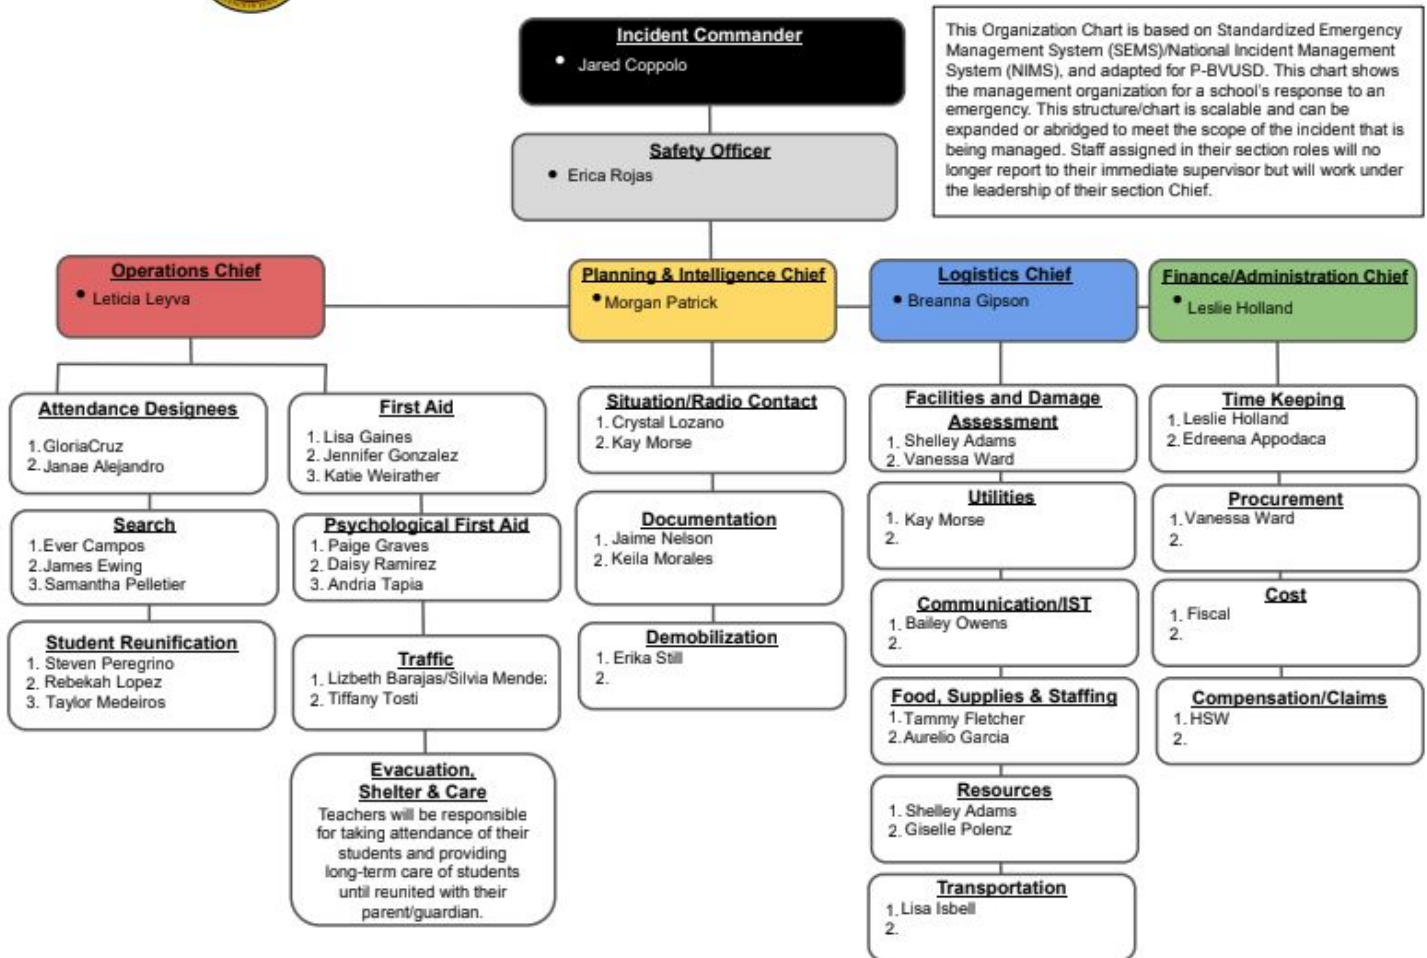 Incident Commander
• Jared Coppolo
This Organization Chart is based on Standardized Emergency
Management System (SEMS)/National Incident Management
System (NIMS), and adapted for P-BVUSD. This chart shows
the management organization for a school's response to an
emergency. This structure/chart is scalable and can be
expanded or abridged to meet the scope of the incident that is
being managed. Staff assigned in their section roles will no
longer report to their immediate supervisor but will work under
the leadership of their section Chief.
Safety Officer
• Erica Rojas
Operations Chief
• Leticia Leyva
Planning & Intelligence Chief
• Morgan Patrick
Logistics Chief
• Breanna Gipson
Finance/Administration Chief
• Leslie Holland
Attendance Designees
1. GloriaCruz
2. Janae Alejandro
Search
1.Ever Campos
2.James Ewing
3.Samantha Pelletier
Student Reunification
1. Steven Peregrino
2. Rebekah Lopez
3. Taylor Medeiros
First Aid
1. Lisa Gaines
2. Jennifer Gonzalez
3. Katie Weirather
Psychological First Aid
1. Paige Graves
2. Daisy Ramirez
3. Andria Tapia
Traffic
1. Lizbeth Barajas/Silvia Mende
2. Tiffany Tosti
Evacuation,
Shelter & Care
Teachers will be responsible
for taking attendance of their
students and providing
long-term care of students
until reunited with their
parent/guardian.
Situation/Radio Contact
1. Crystal Lozano
2. Kay Morse
Documentation
1. Jaime Nelson
2. Keila Morales
Demobilization
1. Erika Still
2.
Facilities and Damage
Assessment
1. Shelley Adams
2. Vanessa Ward
Utilities
1. Kay Morse
2.
Communication/IST
1. Bailey Owens
2.
Food, Supplies & Staffing
1. Tammy Fletcher
2. Aurelio Garcia
Resources
1. Shelley Adams
2. Giselle Polenz
Transportation
1. Lisa Isbell
2.
Time Keeping
1. Leslie Holland
2. Edreena Appodaca
Procurement
1. Vanessa Ward
2.
Cost
1. Fiscal
2.
Compensation/Claims
1. HSW
2.